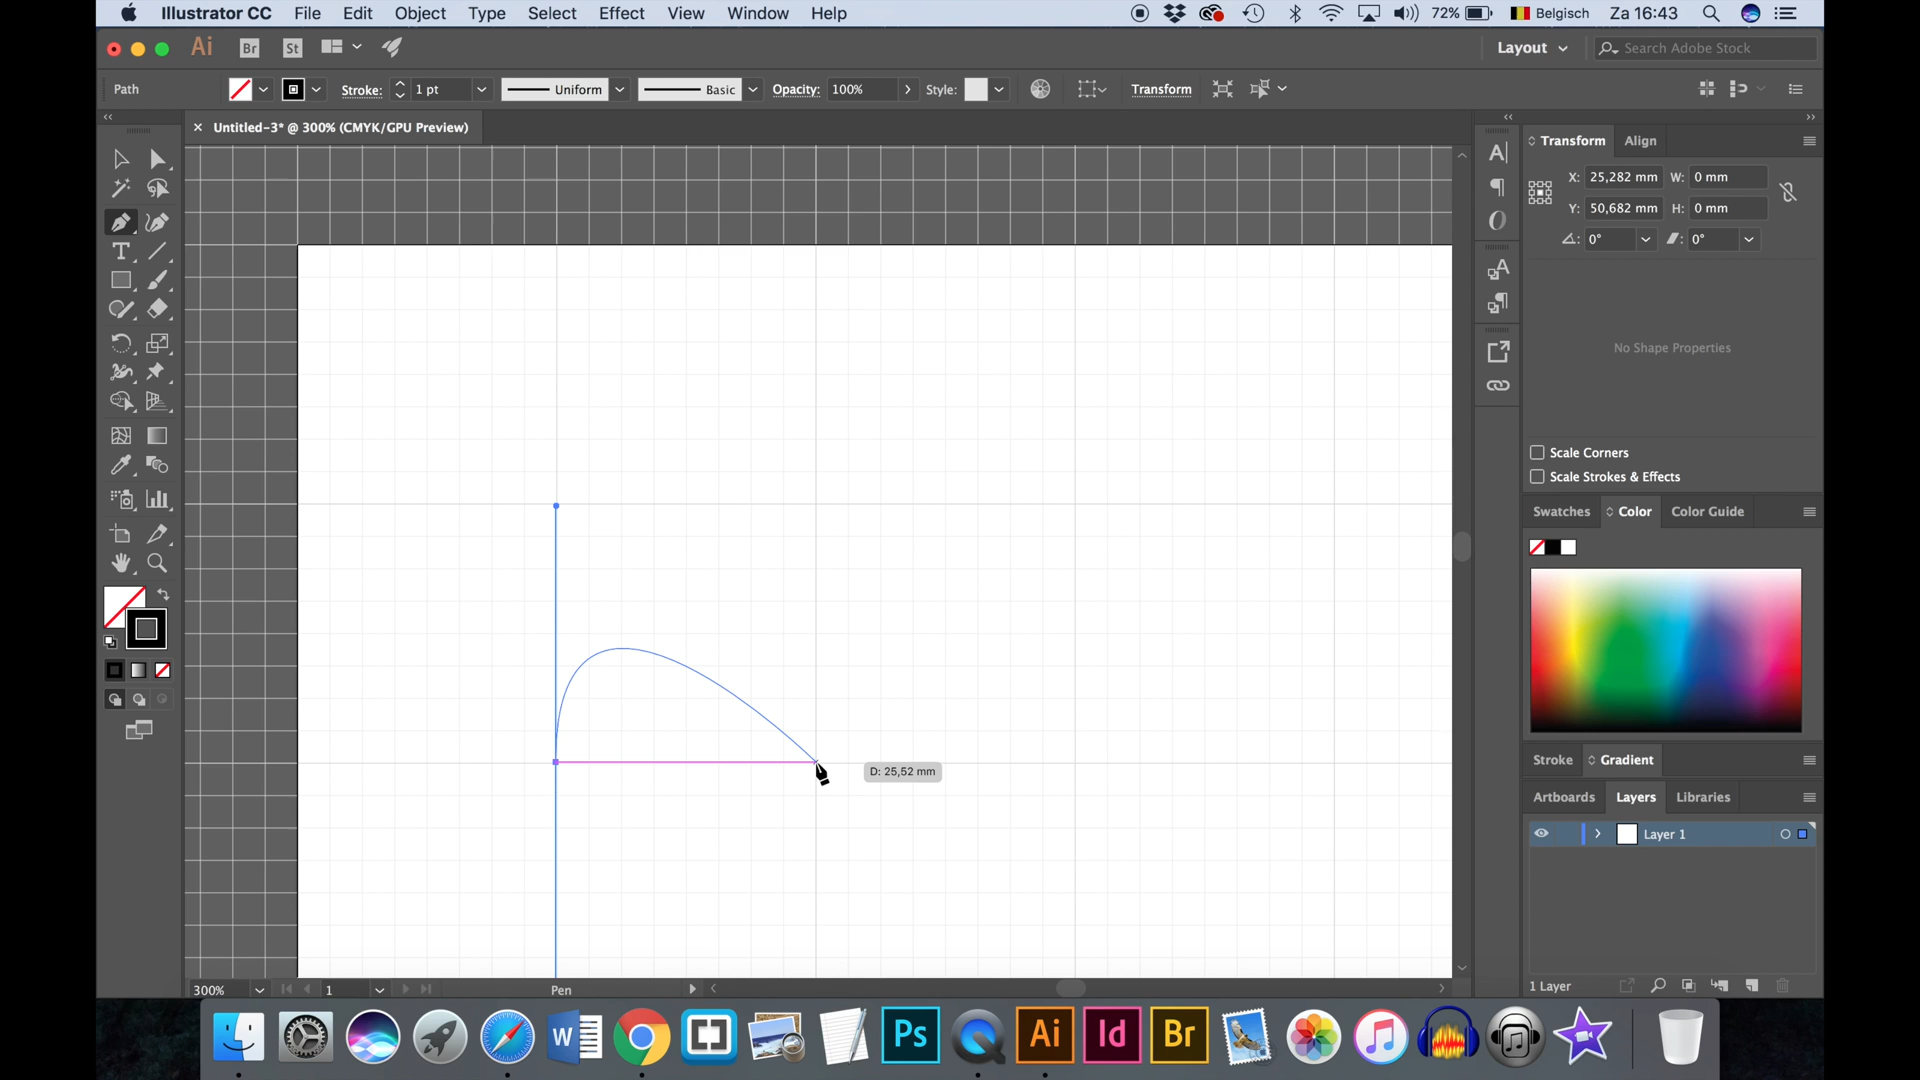 Illustrator CC File Edit Object Type Select Effect View Window Help 72% Belgisch Za 16:43
Ai Br St Layout Search Adobe Stock
Path Stroke: 1 pt Uniform Basic Opacity: 100% Style: Transform
Untitled-3* @ 300% (CMYK/GPU Preview)
Transform Align
X: 25,282 mm W: 0 mm
Y: 50,682 mm H: 0 mm
0° 0°
No Shape Properties
Scale Corners
Scale Strokes & Effects
Swatches Color Color Guide
D: 25,52 mm
Stroke Gradient
Artboards Layers Libraries
Layer 1
1 Layer
300% 1 Pen
W Ps Ai Id Br